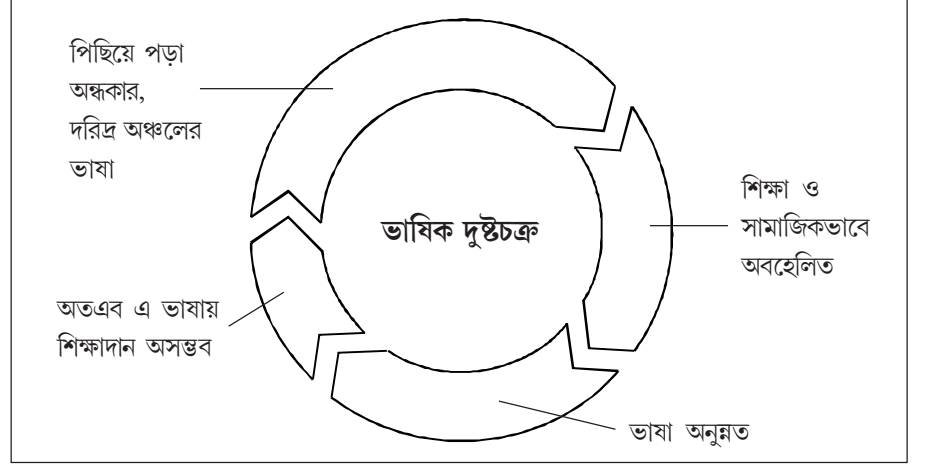 পিছিয়ে পড়া
অন্ধকার,
দরিদ্র অঞ্চলের
ভাষা
শিক্ষা ও
সামাজিকভাবে
অবহেলিত
ভাষিক দুষ্টচক্র
অতএব এ ভাষায়
শিক্ষাদান অসম্ভব
ভাষা অনুন্নত